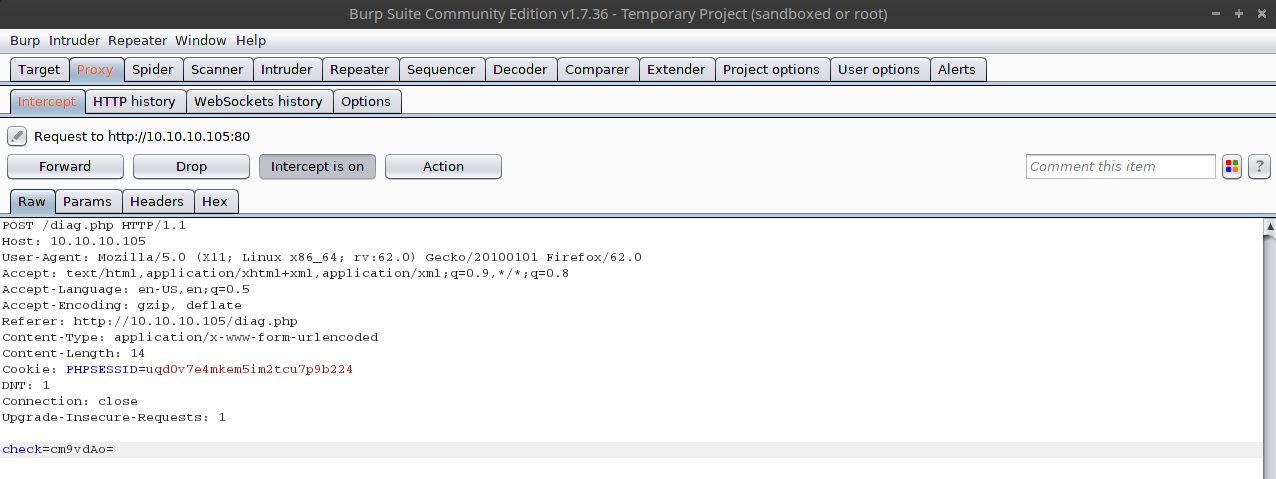 Burp Suite Community Edition v1.7.36 - Temporary Project (sandboxed or root)
Burp Intruder Repeater Window Help
Target Proxy Spider Scanner Intruder Repeater Sequencer Decoder Comparer Extender Project options User options Alerts
Intercept HTTP history WebSockets history Options
Request to http://10.10.10.105:80
Forward Drop Intercept is on Action Comment this item ?
Raw Params Headers Hex
POST /diag.php HTTP/1.1
Host: 10.10.10.105
User-Agent: Mozilla/5.0 (X11; Linux x86_64; rv:62.0) Gecko/20100101 Firefox/62.0
Accept: text/html,application/xhtml+xml,application/xml;q=0.9,*/*;q=0.8
Accept-Language: en-US,en;q=0.5
Accept-Encoding: gzip, deflate
Referer: http://10.10.10.105/diag.php
Content-Type: application/x-www-form-urlencoded
Content-Length: 14
Cookie: PHPSESSID=uqd0v7e4mkem5im2tcu7p9b224
DNT: 1
Connection: close
Upgrade-Insecure-Requests: 1
check=cm9vdAo=